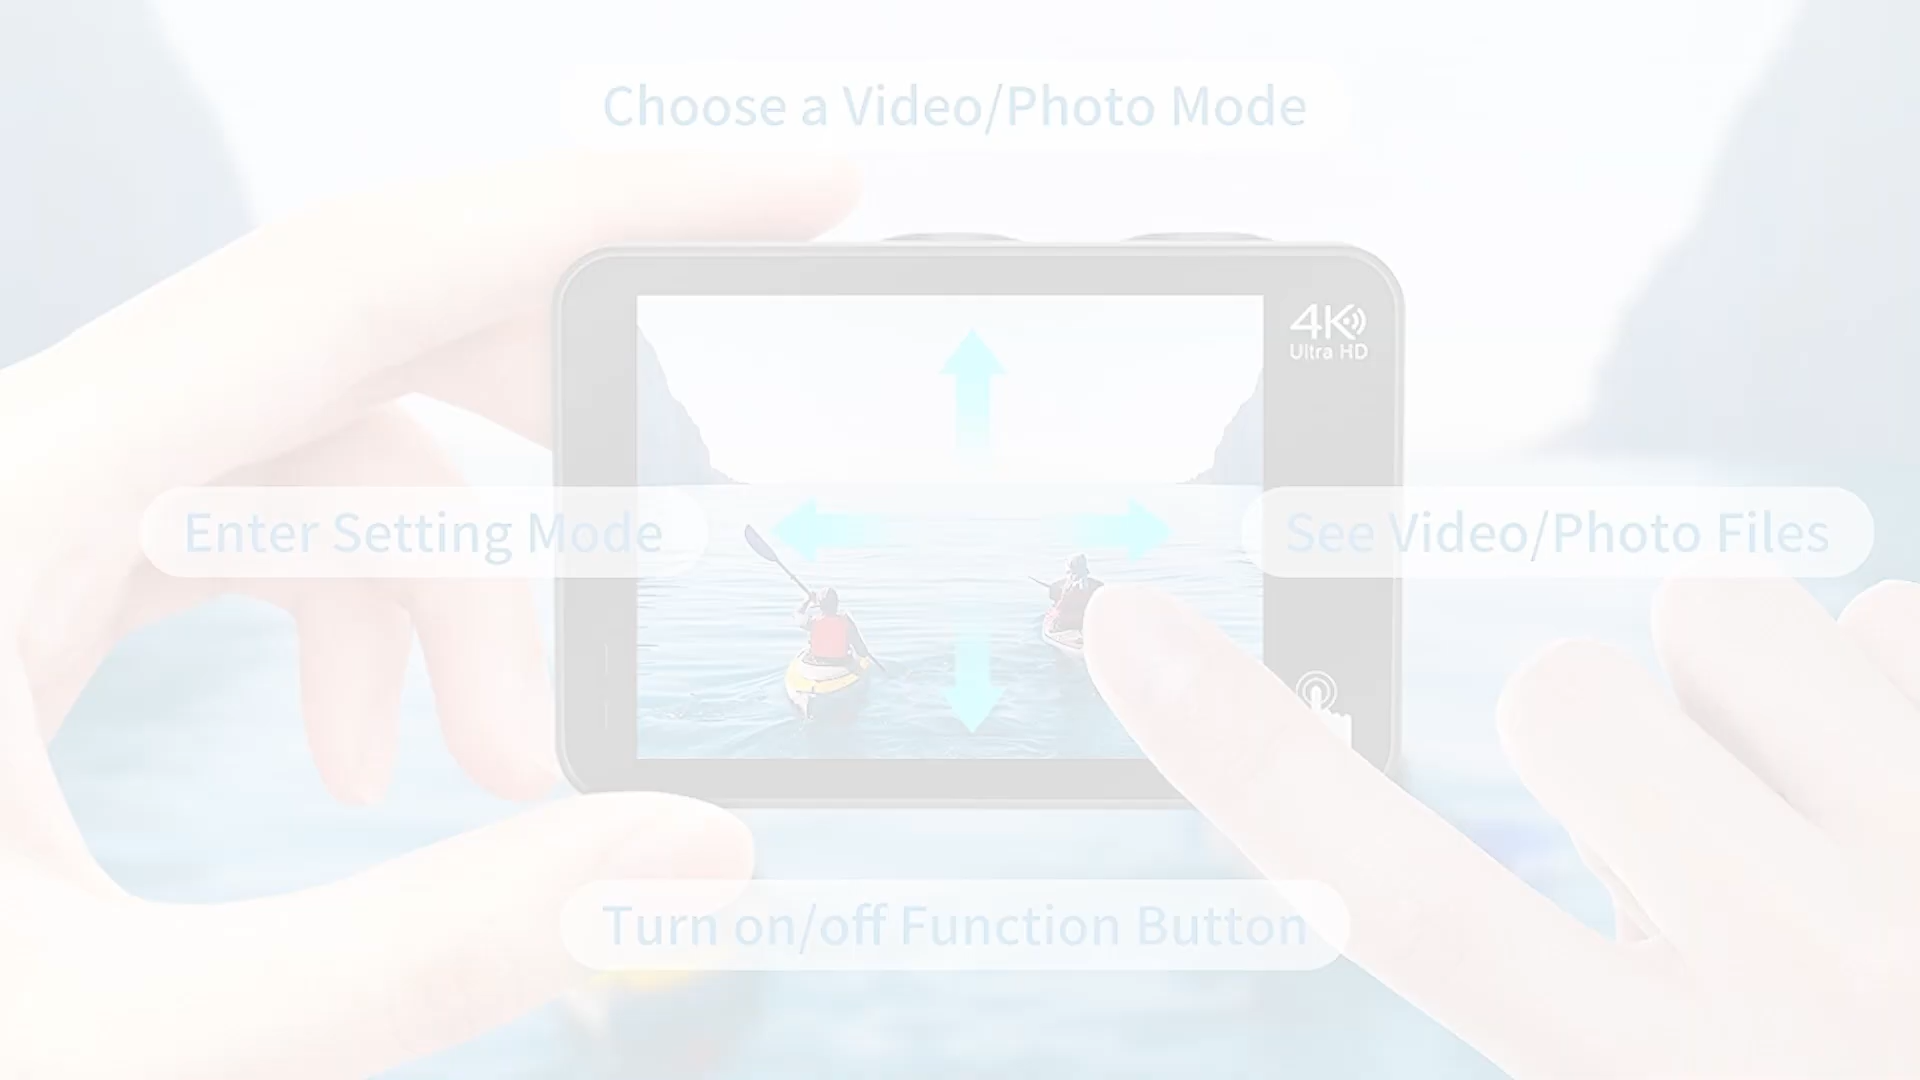 Choose a Video/Photo Mode
4K
Ultra HD
Enter Setting Mode
See Video/Photo Files
Turn on/off Function Button